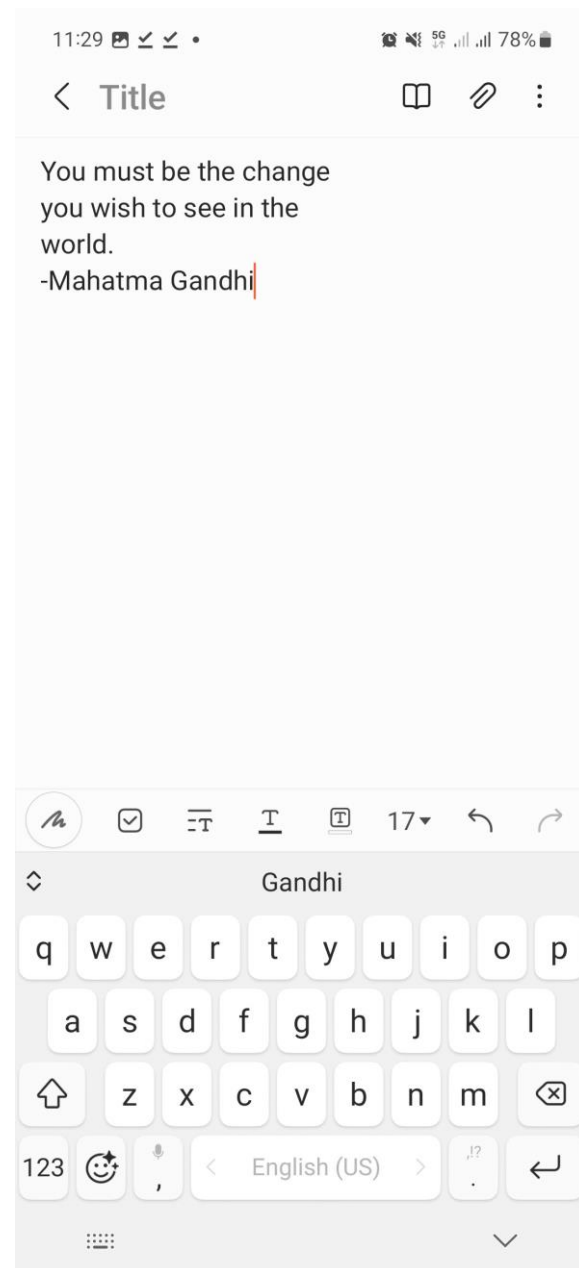 11:29 5G 78%
Title
You must be the change
you wish to see in the
world.
-Mahatma Gandhi
T T T 17
Gandhi
q w e r t y u i o p
a s d f g h j k l
z x c v b n m
123 , < English (US) > ,!? .